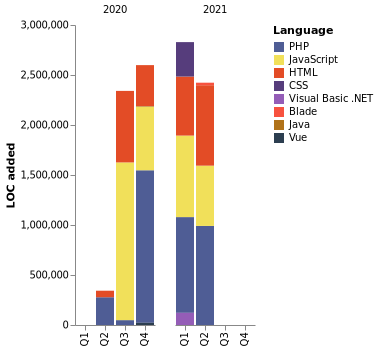 2020
2021
3,000,000
2,500,000
2,000,000
1,500,000
1,000,000
500,000
0
LOC added
Q1
Q2
Q3
Q4
Q1
Q2
Q3
Q4
Language
PHP
JavaScript
HTML
CSS
Visual Basic .NET
Blade
Java
Vue